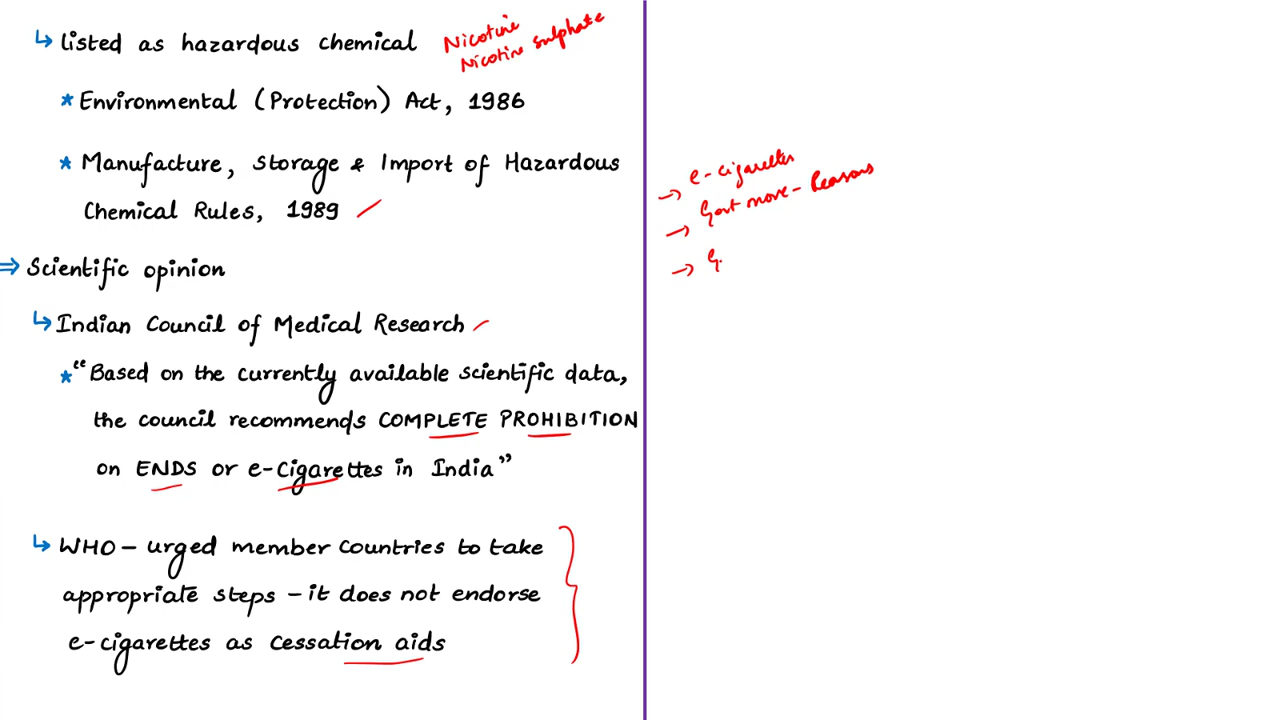 ↳ listed as hazardous chemical Nicotine
Nicotine sulphate
* Environmental (Protection) Act, 1986
* Manufacture, Storage & Import of Hazardous
Chemical Rules, 1989
⇒ Scientific opinion
↳ Indian Council of Medical Research
* "Based on the currently available scientific data,
the council recommends COMPLETE PROHIBITION
on ENDS or e-Cigarettes in India"
↳ WHO – urged member countries to take
appropriate steps – it does not endorse
e-cigarettes as cessation aids
→ e-cigarettes
→ Govt move - Reasons
→ G